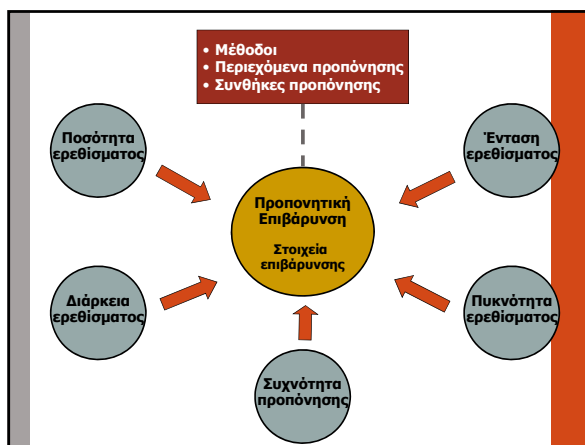 • Μέθοδοι
• Περιεχόμενα προπόνησης
• Συνθήκες προπόνησης
Ποσότητα
ερεθίσματος
Ένταση
ερεθίσματος
Προπονητική
Επιβάρυνση
Στοιχεία
επιβάρυνσης
Διάρκεια
ερεθίσματος
Πυκνότητα
ερεθίσματος
Συχνότητα
προπόνησης